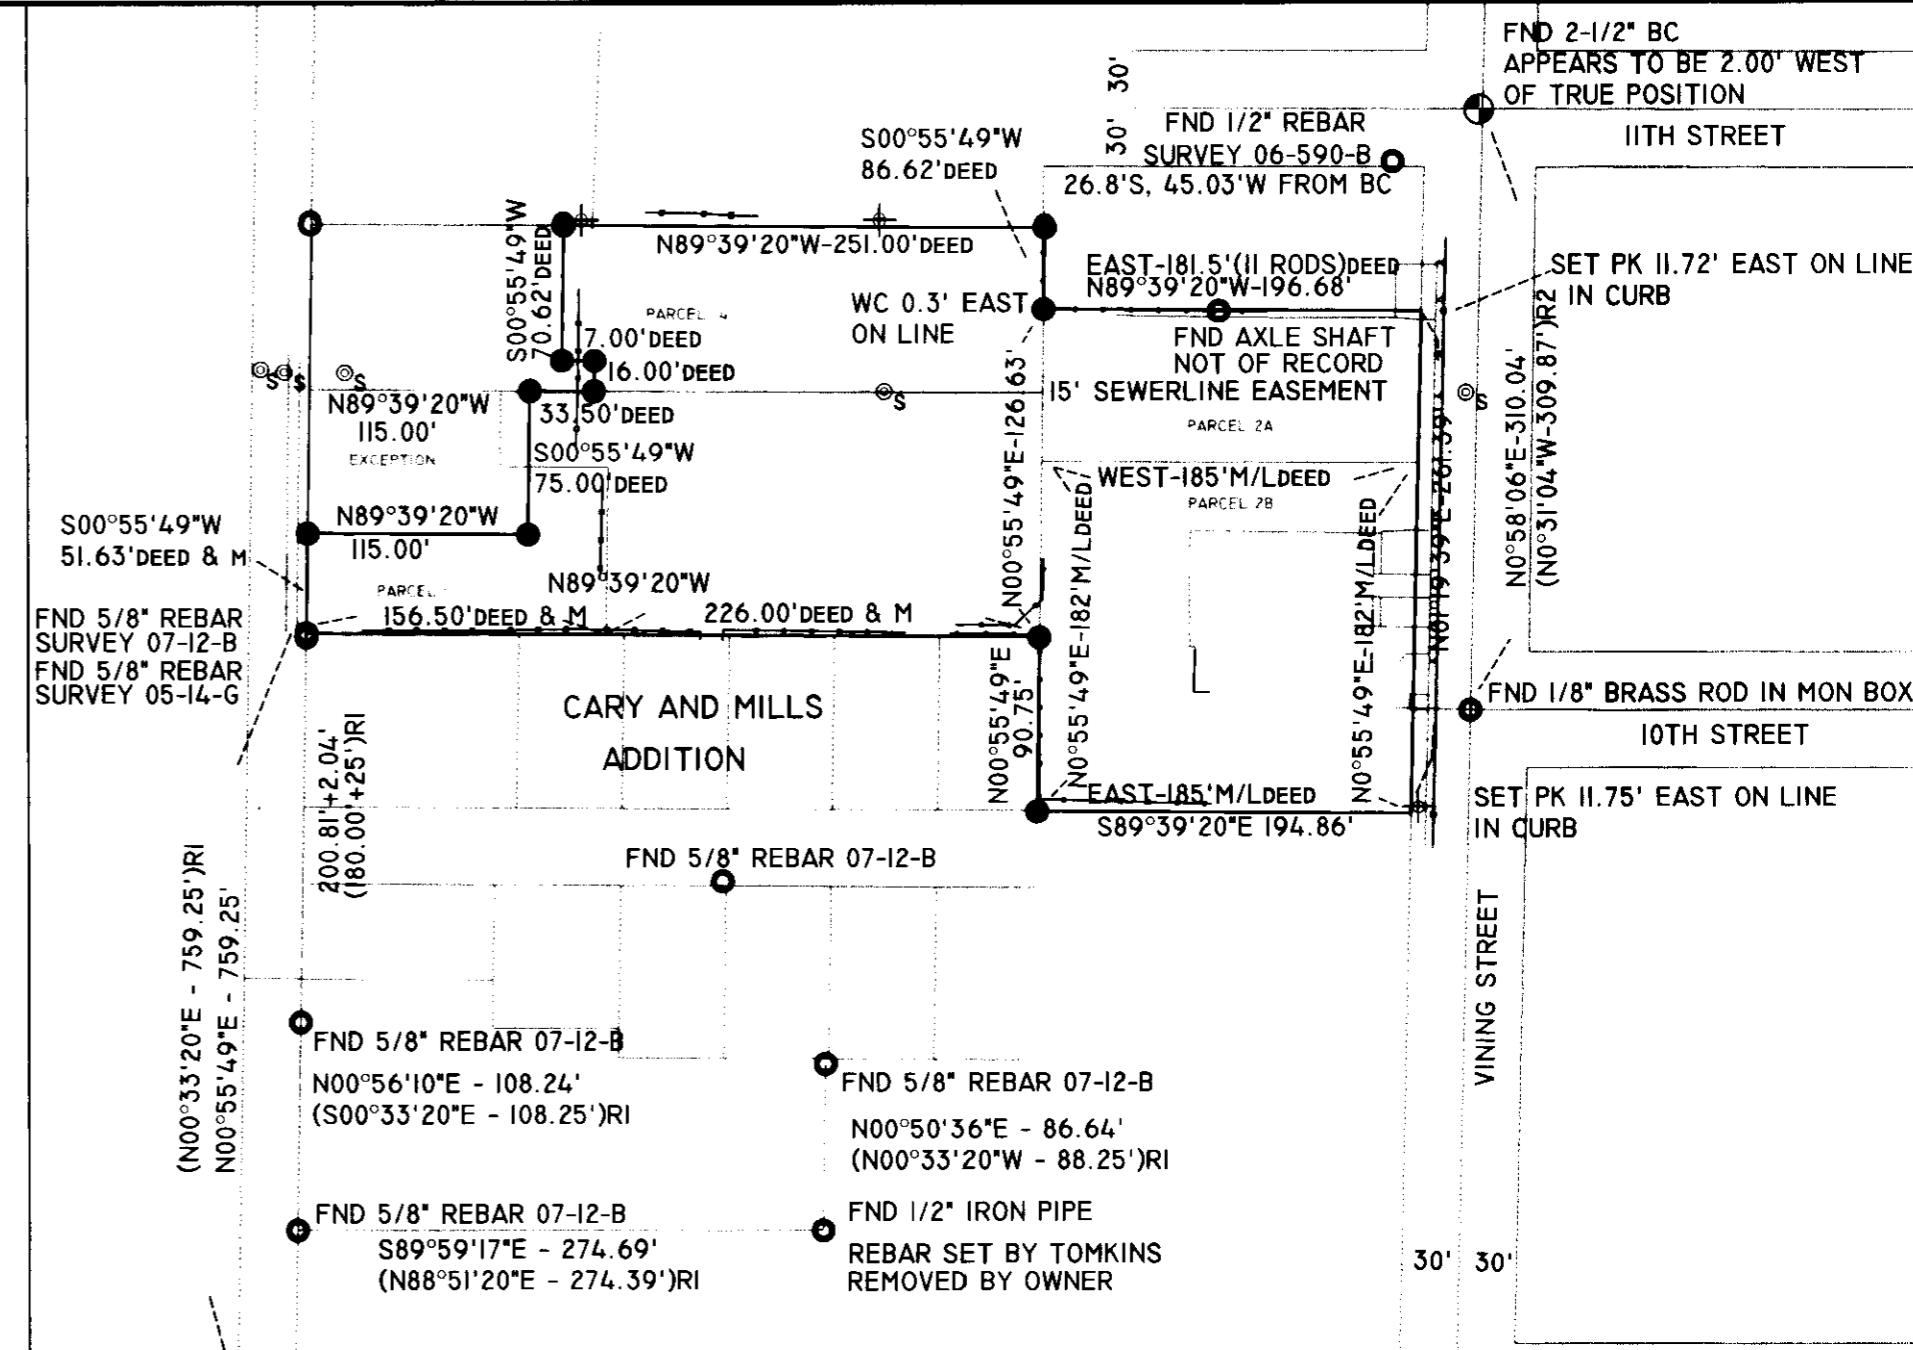 FND 2-1/2" BC
APPEARS TO BE 2.00' WEST
OF TRUE POSITION
11TH STREET
30'
30'
FND 1/2" REBAR
SURVEY 06-590-B
26.8'S, 45.03'W FROM BC
S00°55'49"W
86.62'DEED
N89°39'20"W-251.00'DEED
S00°55'49"W
70.62'DEED
EAST-181.5'(11 RODS)DEED
N89°39'20"W-196.68'
SET PK 11.72' EAST ON LINE
IN CURB
WC 0.3' EAST
ON LINE
PARCEL 4
7.00'DEED
16.00'DEED
FND AXLE SHAFT
NOT OF RECORD
15' SEWERLINE EASEMENT
S
S
S
S
S
N89°39'20"W
115.00'
EXCEPTION
33.50'DEED
S00°55'49"W
75.00'DEED
PARCEL 2A
WEST-185'M/LDEED
PARCEL 2B
N00°55'49"E-126.63'
N0°55'49"E-182'M/LDEED
N0°55'49"E-182'M/LDEED
N01°19'39"E-261.39'
N0°58'06"E-310.04'
(N0°31'04"W-309.87')R2
S00°55'49"W
51.63'DEED & M
N89°39'20"W
115.00'
PARCEL
N89°39'20"W
156.50'DEED & M
226.00'DEED & M
FND 5/8" REBAR
SURVEY 07-12-B
FND 5/8" REBAR
SURVEY 05-14-G
CARY AND MILLS
ADDITION
N00°55'49"E
90.75'
FND 1/8" BRASS ROD IN MON BOX
10TH STREET
200.81'+2.04'
(180.00'+25')R1
EAST-185'M/LDEED
S89°39'20"E 194.86'
SET PK 11.75' EAST ON LINE
IN CURB
FND 5/8" REBAR 07-12-B
(N00°33'20"E - 759.25')R1
N00°55'49"E - 759.25'
VINING STREET
FND 5/8" REBAR 07-12-B
N00°56'10"E - 108.24'
(S00°33'20"E - 108.25')R1
FND 5/8" REBAR 07-12-B
N00°50'36"E - 86.64'
(N00°33'20"W - 88.25')R1
FND 5/8" REBAR 07-12-B
S89°59'17"E - 274.69'
(N88°51'20"E - 274.39')R1
FND 1/2" IRON PIPE
REBAR SET BY TOMKINS
REMOVED BY OWNER
30'
30'